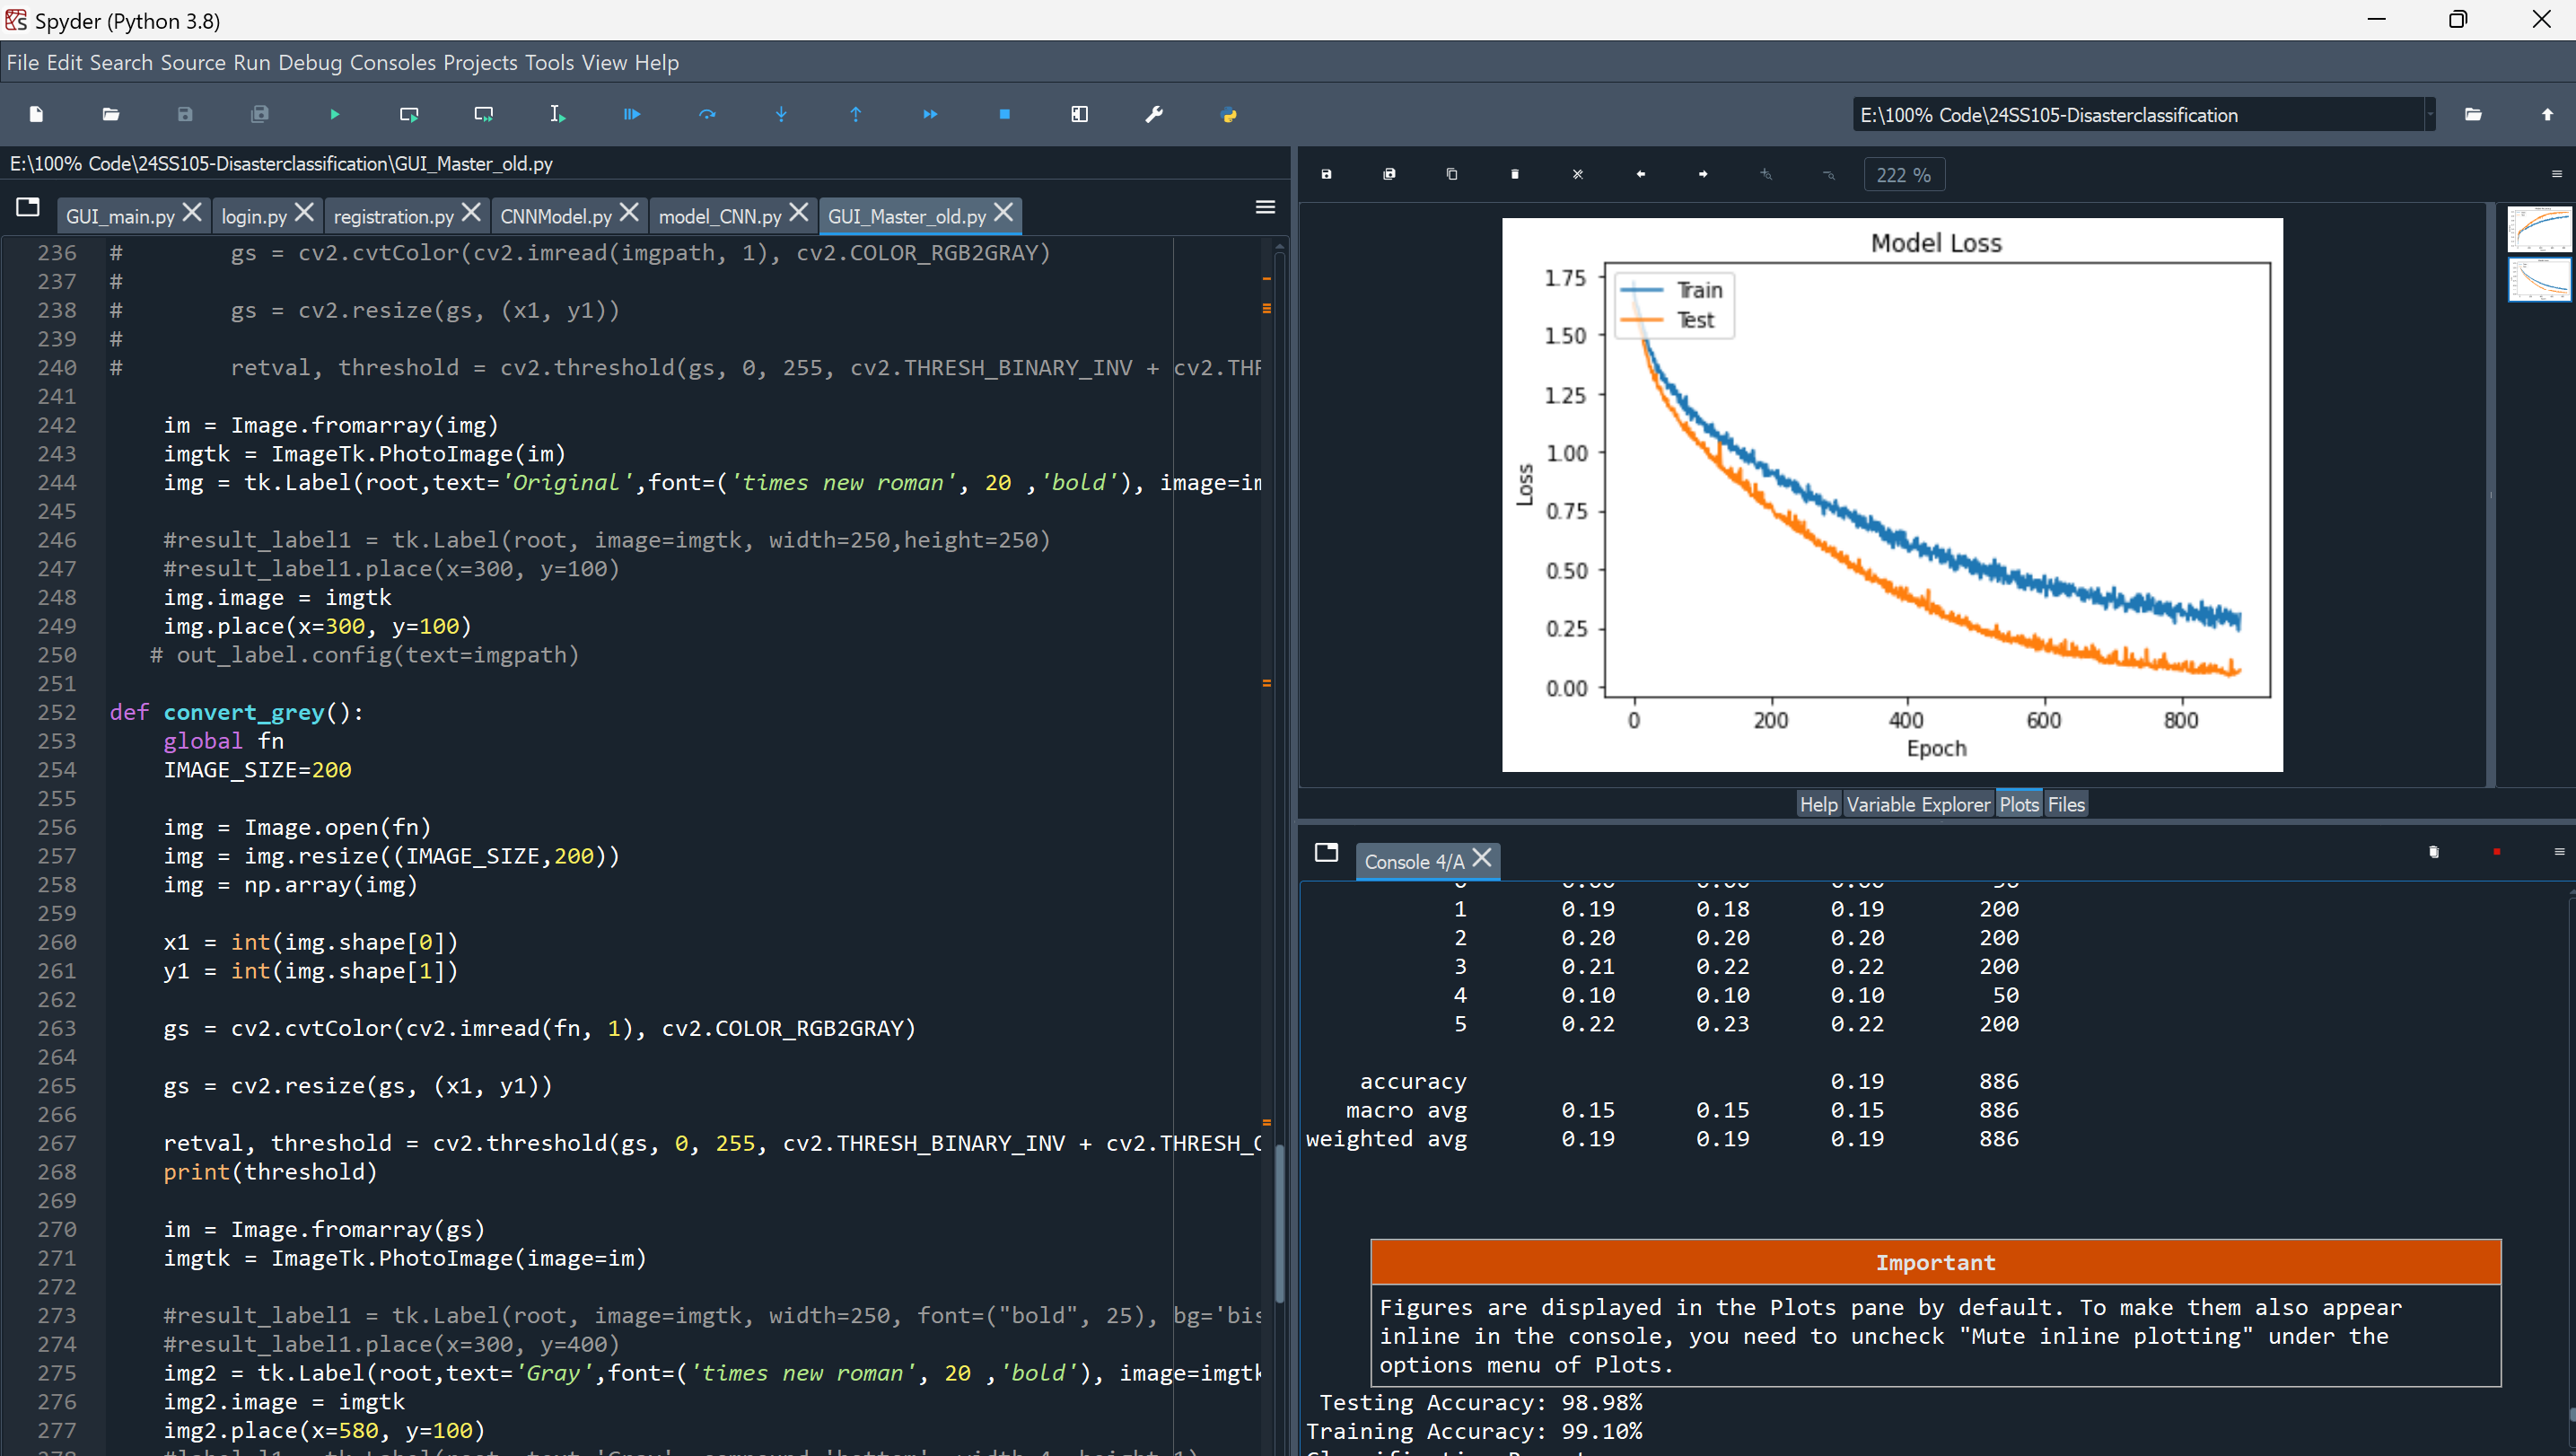 Spyder (Python 3.8)
File Edit Search Source Run Debug Consoles Projects Tools View Help
E:\100% Code\24SS105-Disasterclassification
E:\100% Code\24SS105-Disasterclassification\GUI_Master_old.py
GUI_main.py login.py registration.py CNNModel.py model_CNN.py GUI_Master_old.py
236 # gs = cv2.cvtColor(cv2.imread(imgpath, 1), cv2.COLOR_RGB2GRAY)
237 #
238 # gs = cv2.resize(gs, (x1, y1))
239 #
240 # retval, threshold = cv2.threshold(gs, 0, 255, cv2.THRESH_BINARY_INV + cv2.THR
241
242 im = Image.fromarray(img)
243 imgtk = ImageTk.PhotoImage(im)
244 img = tk.Label(root,text='Original',font=('times new roman', 20 ,'bold'), image=im
245
246 #result_label1 = tk.Label(root, image=imgtk, width=250,height=250)
247 #result_label1.place(x=300, y=100)
248 img.image = imgtk
249 img.place(x=300, y=100)
250 # out_label.config(text=imgpath)
251
252 def convert_grey():
253 global fn
254 IMAGE_SIZE=200
255
256 img = Image.open(fn)
257 img = img.resize((IMAGE_SIZE,200))
258 img = np.array(img)
259
260 x1 = int(img.shape[0])
261 y1 = int(img.shape[1])
262
263 gs = cv2.cvtColor(cv2.imread(fn, 1), cv2.COLOR_RGB2GRAY)
264
265 gs = cv2.resize(gs, (x1, y1))
266
267 retval, threshold = cv2.threshold(gs, 0, 255, cv2.THRESH_BINARY_INV + cv2.THRESH_O
268 print(threshold)
269
270 im = Image.fromarray(gs)
271 imgtk = ImageTk.PhotoImage(image=im)
272
273 #result_label1 = tk.Label(root, image=imgtk, width=250, font=("bold", 25), bg='bis
274 #result_label1.place(x=300, y=400)
275 img2 = tk.Label(root,text='Gray',font=('times new roman', 20 ,'bold'), image=imgtk
276 img2.image = imgtk
277 img2.place(x=580, y=100)
222 %
Model Loss
Train
Test
1.75
1.50
1.25
1.00
0.75
0.50
0.25
0.00
Loss
0 200 400 600 800
Epoch
Help Variable Explorer Plots Files
Console 4/A
1 0.19 0.18 0.19 200
2 0.20 0.20 0.20 200
3 0.21 0.22 0.22 200
4 0.10 0.10 0.10 50
5 0.22 0.23 0.22 200
accuracy 0.19 886
macro avg 0.15 0.15 0.15 886
weighted avg 0.19 0.19 0.19 886
Important
Figures are displayed in the Plots pane by default. To make them also appear
inline in the console, you need to uncheck "Mute inline plotting" under the
options menu of Plots.
Testing Accuracy: 98.98%
Training Accuracy: 99.10%